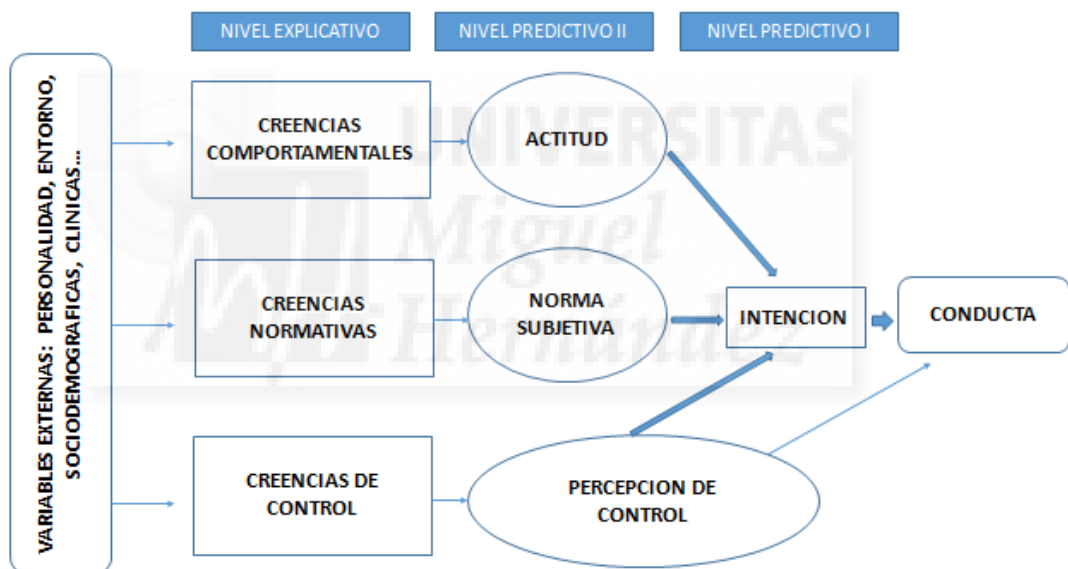 NIVEL EXPLICATIVO
NIVEL PREDICTIVO II
NIVEL PREDICTIVO I
VARIABLES EXTERNAS: PERSONALIDAD, ENTORNO,
SOCIODEMOGRAFICAS, CLINICAS...
CREENCIAS
COMPORTAMENTALES
ACTITUD
CREENCIAS
NORMATIVAS
NORMA
SUBJETIVA
INTENCION
CONDUCTA
CREENCIAS DE
CONTROL
PERCEPCION DE
CONTROL
UNIVERSITAS
Miguel
Hernández